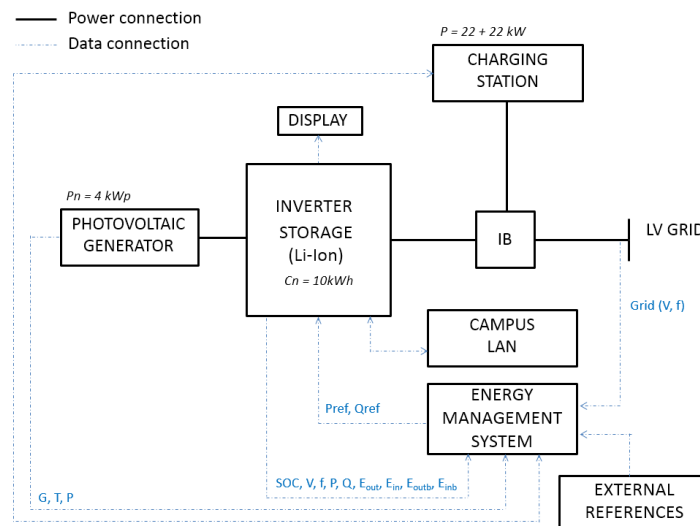 Power connection
Data connection
P = 22 + 22 kW
CHARGING
STATION
DISPLAY
Pn = 4 kWp
PHOTOVOLTAIC
GENERATOR
INVERTER
STORAGE
(Li-Ion)
Cn = 10kWh
IB
LV GRID
Grid (V, f)
CAMPUS
LAN
Pref, Qref
ENERGY
MANAGEMENT
SYSTEM
SOC, V, f, P, Q, Eout, Ein, Eoutb, Einb
G, T, P
EXTERNAL
REFERENCES